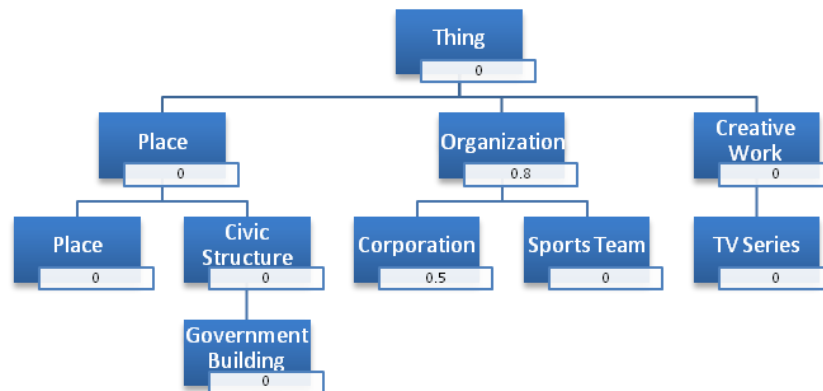 Thing
0
Place
0
Organization
0.8
Creative
Work
0
Place
0
Civic
Structure
0
Corporation
0.5
Sports Team
0
TV Series
0
Government
Building
0